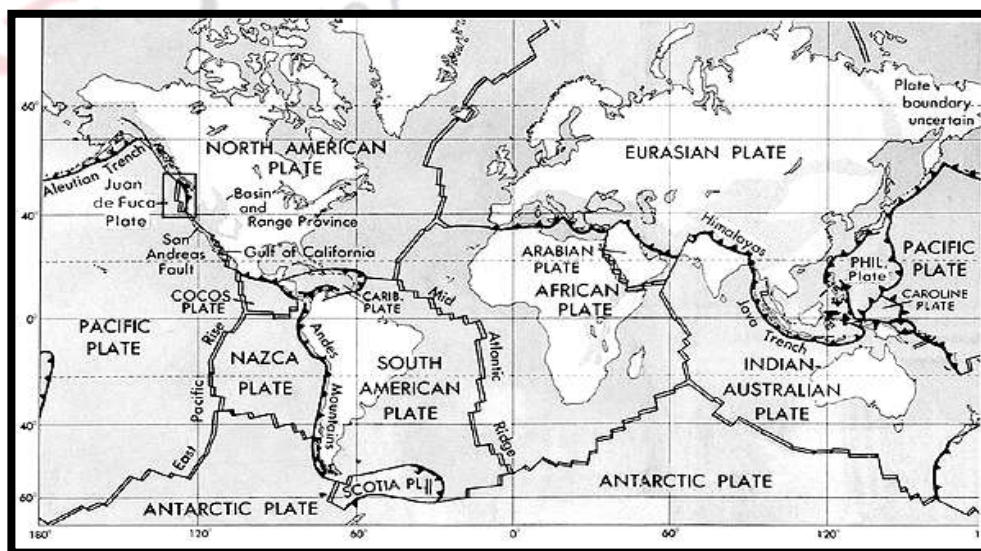 60°
40°
20°
0°
20°
40°
60°
180°
120°
60°
0°
60°
120°
Aleutian Trench
Juan
de Fuca
Plate
San
Andreas
Fault
NORTH AMERICAN
PLATE
Basin
and
Range Province
Gulf of California
COCOS
PLATE
CARIB.
PLATE
PACIFIC
PLATE
East Pacific Rise
NAZCA
PLATE
Andes
Mountains
SOUTH
AMERICAN
PLATE
Mid Atlantic Ridge
SCOTIA PL
ANTARCTIC PLATE
EURASIAN PLATE
ARABIAN
PLATE
AFRICAN
PLATE
Himalayas
Java
Trench
INDIAN-
AUSTRALIAN
PLATE
ANTARCTIC PLATE
Plate
boundary
uncertain
PHIL.
Plate
PACIFIC
PLATE
CAROLINE
PLATE